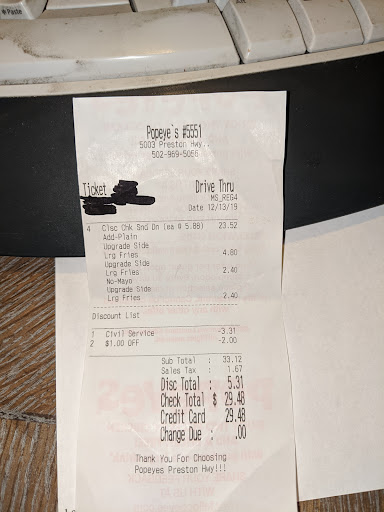 Popeye's #5551
5003 Preston Hwy.
502-969-5066
Ticket
Drive Thru
MS_REG4
Date 12/13/19
4 Clsc Chk Snd Dn (ea @ 5.88) 23.52
Add-Plain
Upgrade Side
Lrg Fries 4.80
Upgrade Side
Lrg Fries 2.40
No-Mayo
Upgrade Side
Lrg Fries 2.40
Discount List
1 Civil Service -3.31
2 $1.00 OFF -2.00
Sub Total : 33.12
Sales Tax : 1.67
Disc Total : 5.31
Check Total $ 29.48
Credit Card 29.48
Change Due : .00
Thank You For Choosing
Popeyes Preston Hwy!!!